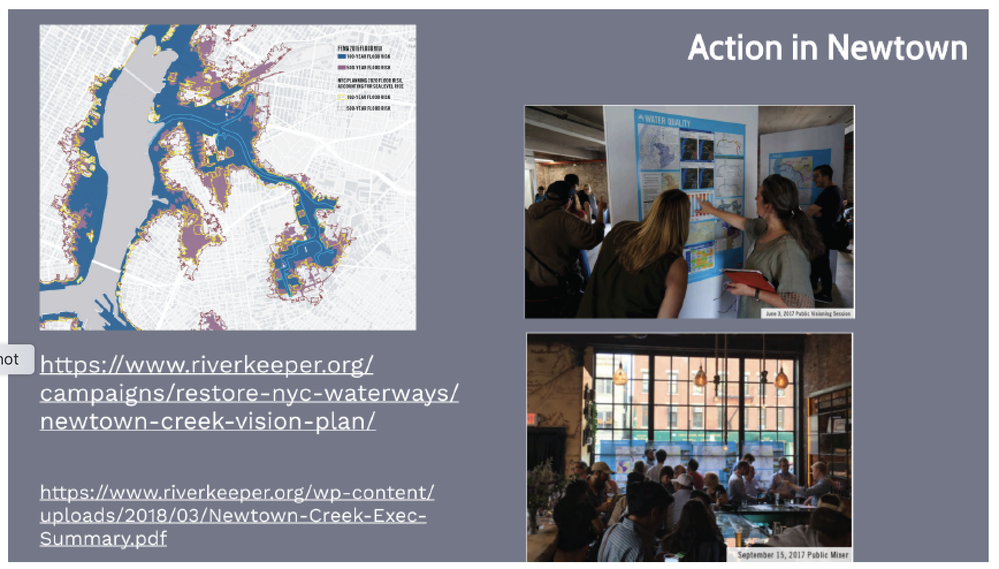 Action in Newtown
FEMA 2015 FLOOD RISK
100-YEAR FLOOD RISK
500-YEAR FLOOD RISK
NYC PLANNING 2020 FLOOD RISK,
ACCOUNTING FOR SEA LEVEL RISE
100-YEAR FLOOD RISK
500-YEAR FLOOD RISK
WATER QUALITY
June 3, 2017 Public Visioning Session
not
https://www.riverkeeper.org/
campaigns/restore-nyc-waterways/
newtown-creek-vision-plan/
https://www.riverkeeper.org/wp-content/
uploads/2018/03/Newtown-Creek-Exec-
Summary.pdf
September 15, 2017 Public Mixer